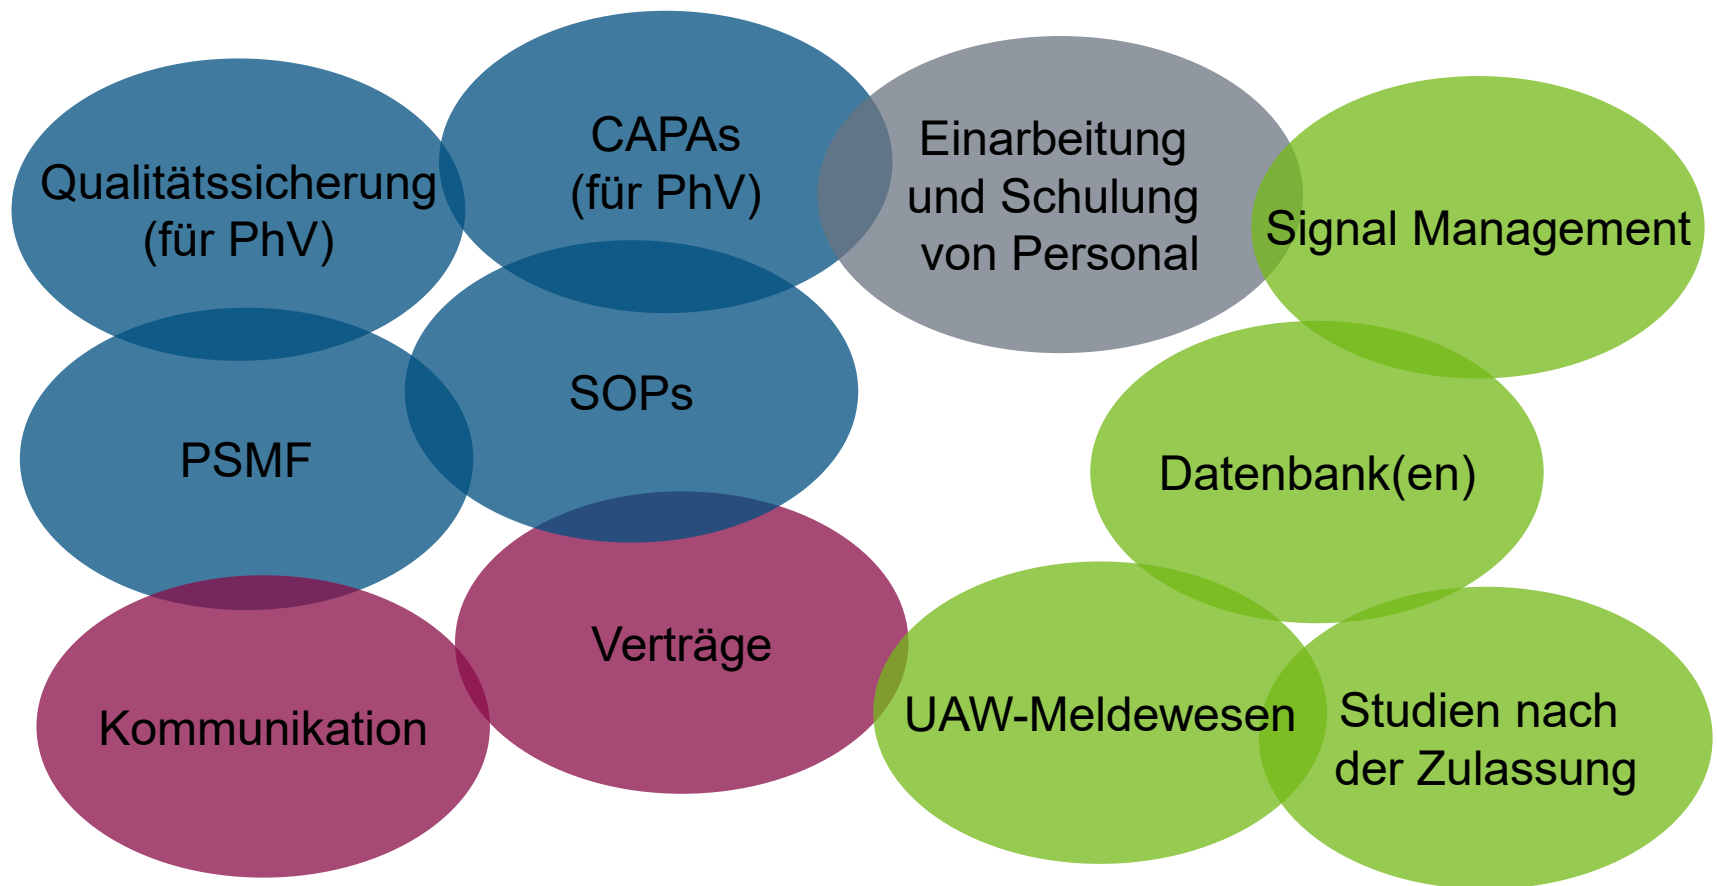 Qualitätssicherung
(für PhV)
CAPAs
(für PhV)
Einarbeitung
und Schulung
von Personal
Signal Management
PSMF
SOPs
Datenbank(en)
Kommunikation
Verträge
UAW-Meldewesen
Studien nach
der Zulassung